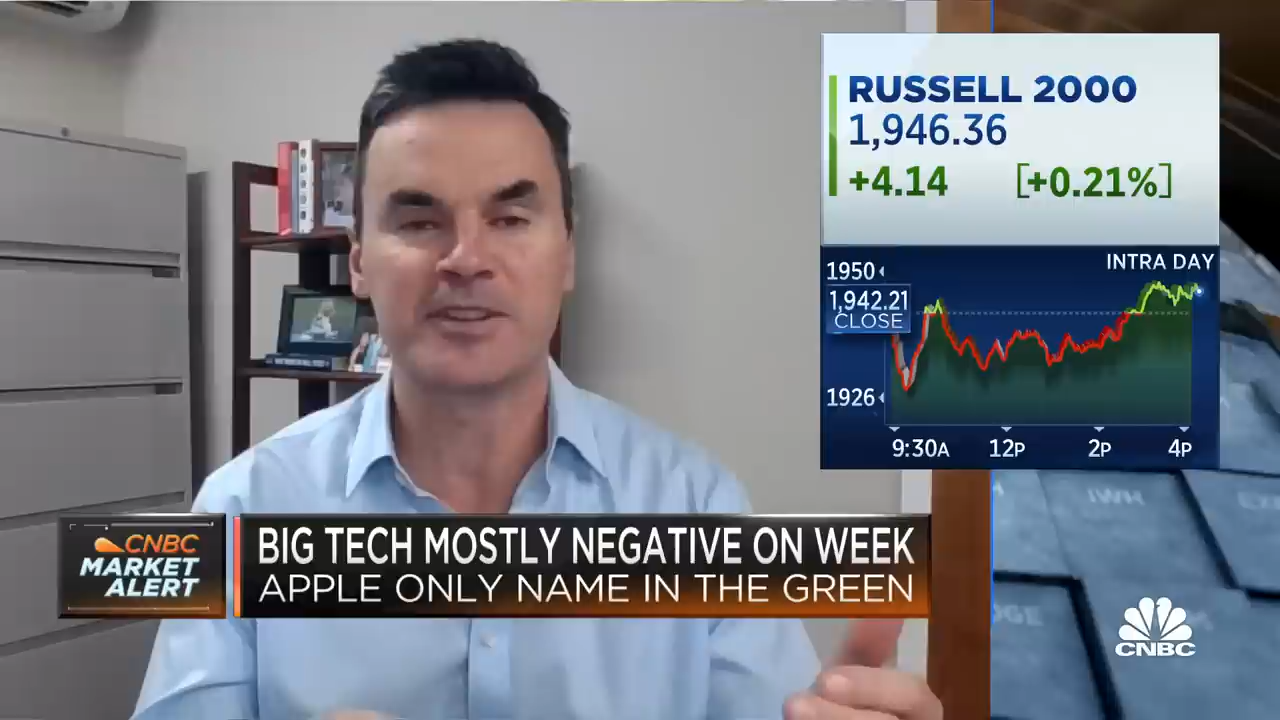 RUSSELL 2000
1,946.36
+4.14 [+0.21%]
INTRA DAY
1950
1,942.21
CLOSE
1926
9:30A 12P 2P 4P
CNBC
MARKET
ALERT
BIG TECH MOSTLY NEGATIVE ON WEEK
APPLE ONLY NAME IN THE GREEN
IWH
CNBC